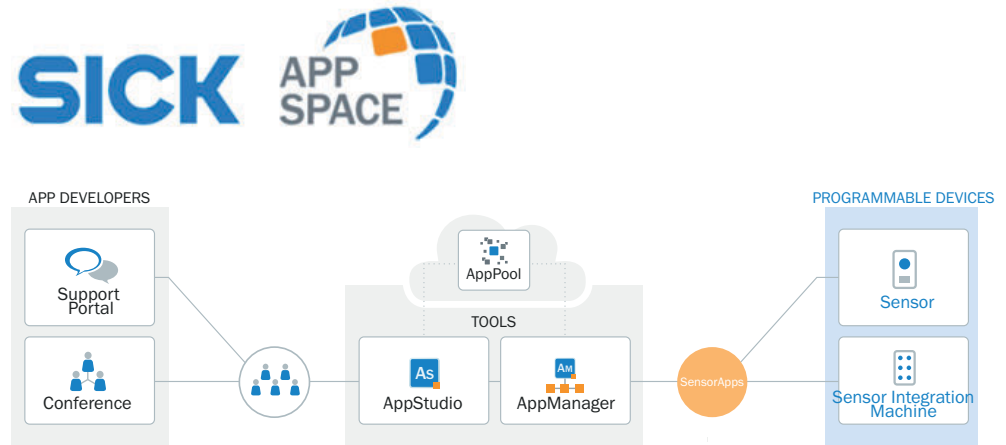 SICK
APP
SPACE
APP DEVELOPERS
PROGRAMMABLE DEVICES
Support
Portal
Conference
AppPool
TOOLS
As
AppStudio
AM
AppManager
SensorApps
Sensor
Sensor Integration
Machine